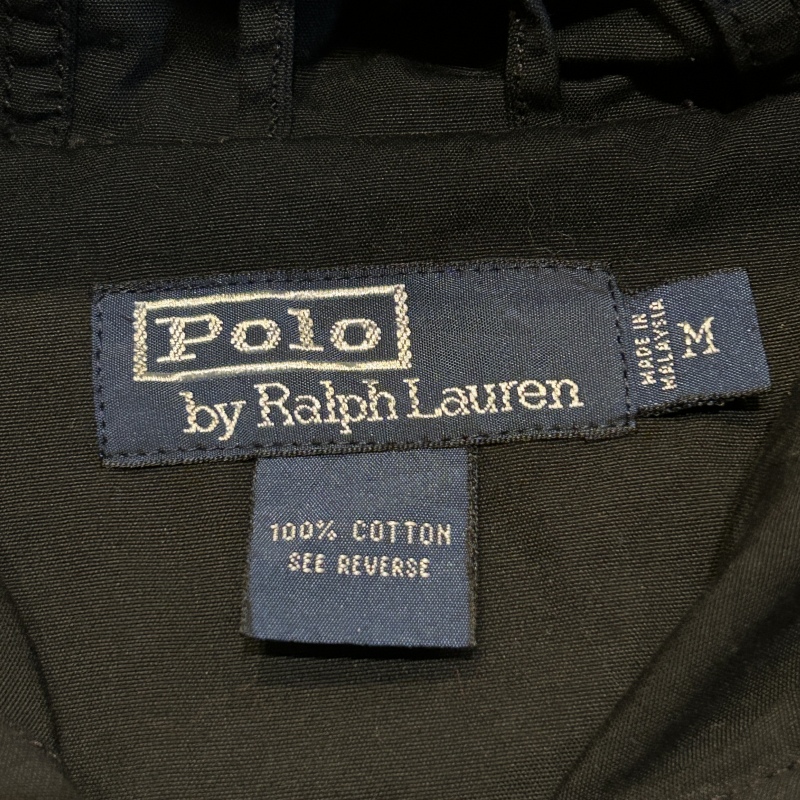 Polo
by Ralph Lauren
MADE IN
MALAYSIA
M
100% COTTON
SEE REVERSE